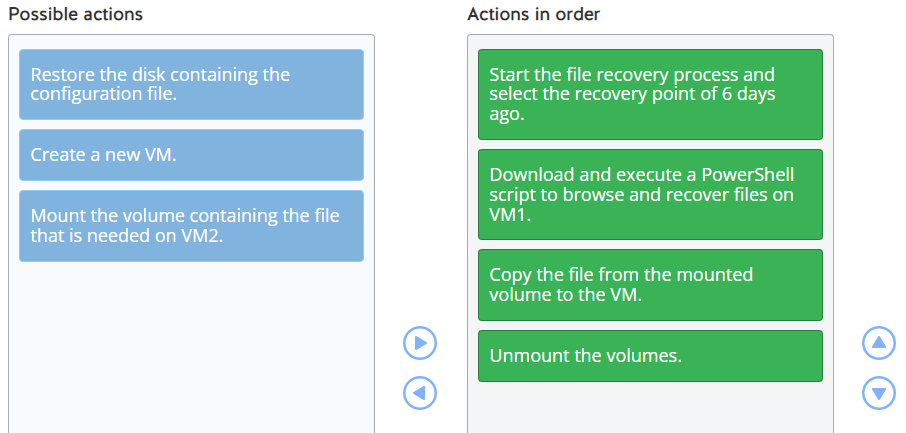 Possible actions
Restore the disk containing the
configuration file.
Create a new VM.
Mount the volume containing the file
that is needed on VM2.
Actions in order
Start the file recovery process and
select the recovery point of 6 days
ago.
Download and execute a PowerShell
script to browse and recover files on
VM1.
Copy the file from the mounted
volume to the VM.
Unmount the volumes.